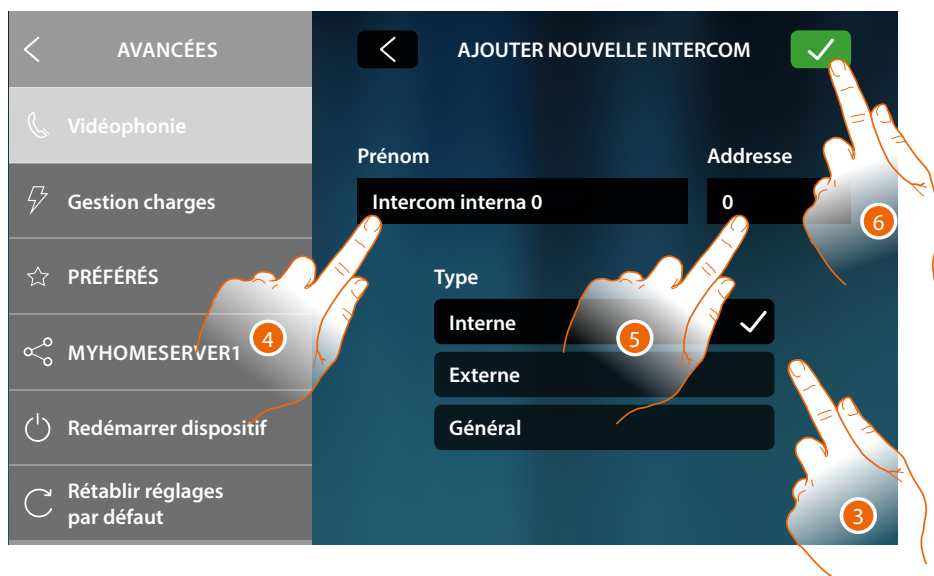 AVANCÉES
Vidéophonie
Gestion charges
PRÉFÉRÉS
MYHOMESERVER1
Redémarrer dispositif
Rétablir réglages
par défaut
AJOUTER NOUVELLE INTERCOM
Prénom
Addresse
Intercom interna 0
0
Type
Interne
Externe
Général
6
4
5
3